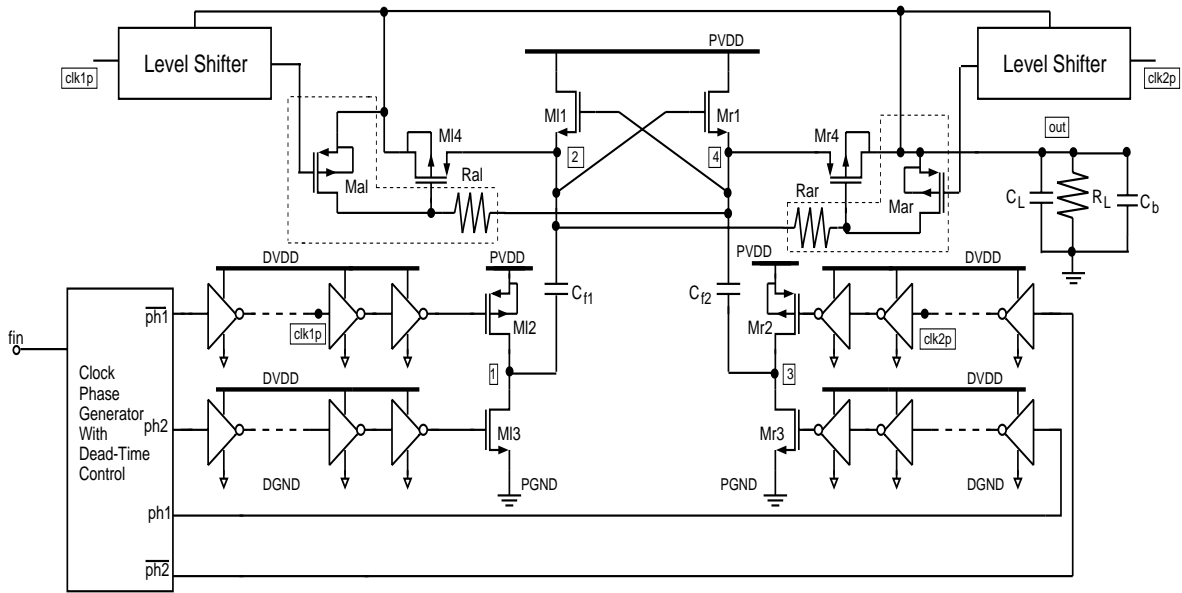 PVDD
clk1p
Level Shifter
Level Shifter
clk2p
Ml1
Mr1
out
Ml4
Mr4
2
4
Mal
Ral
Rar
Mar
CL
RL
Cb
DVDD
PVDD
PVDD
DVDD
Cf1
Cf2
ph1
clk1p
Ml2
Mr2
clk2p
fin
1
3
DVDD
DVDD
Clock
Phase
Generator
With
Dead-Time
Control
ph2
Ml3
Mr3
DGND
PGND
PGND
DGND
ph1
ph2